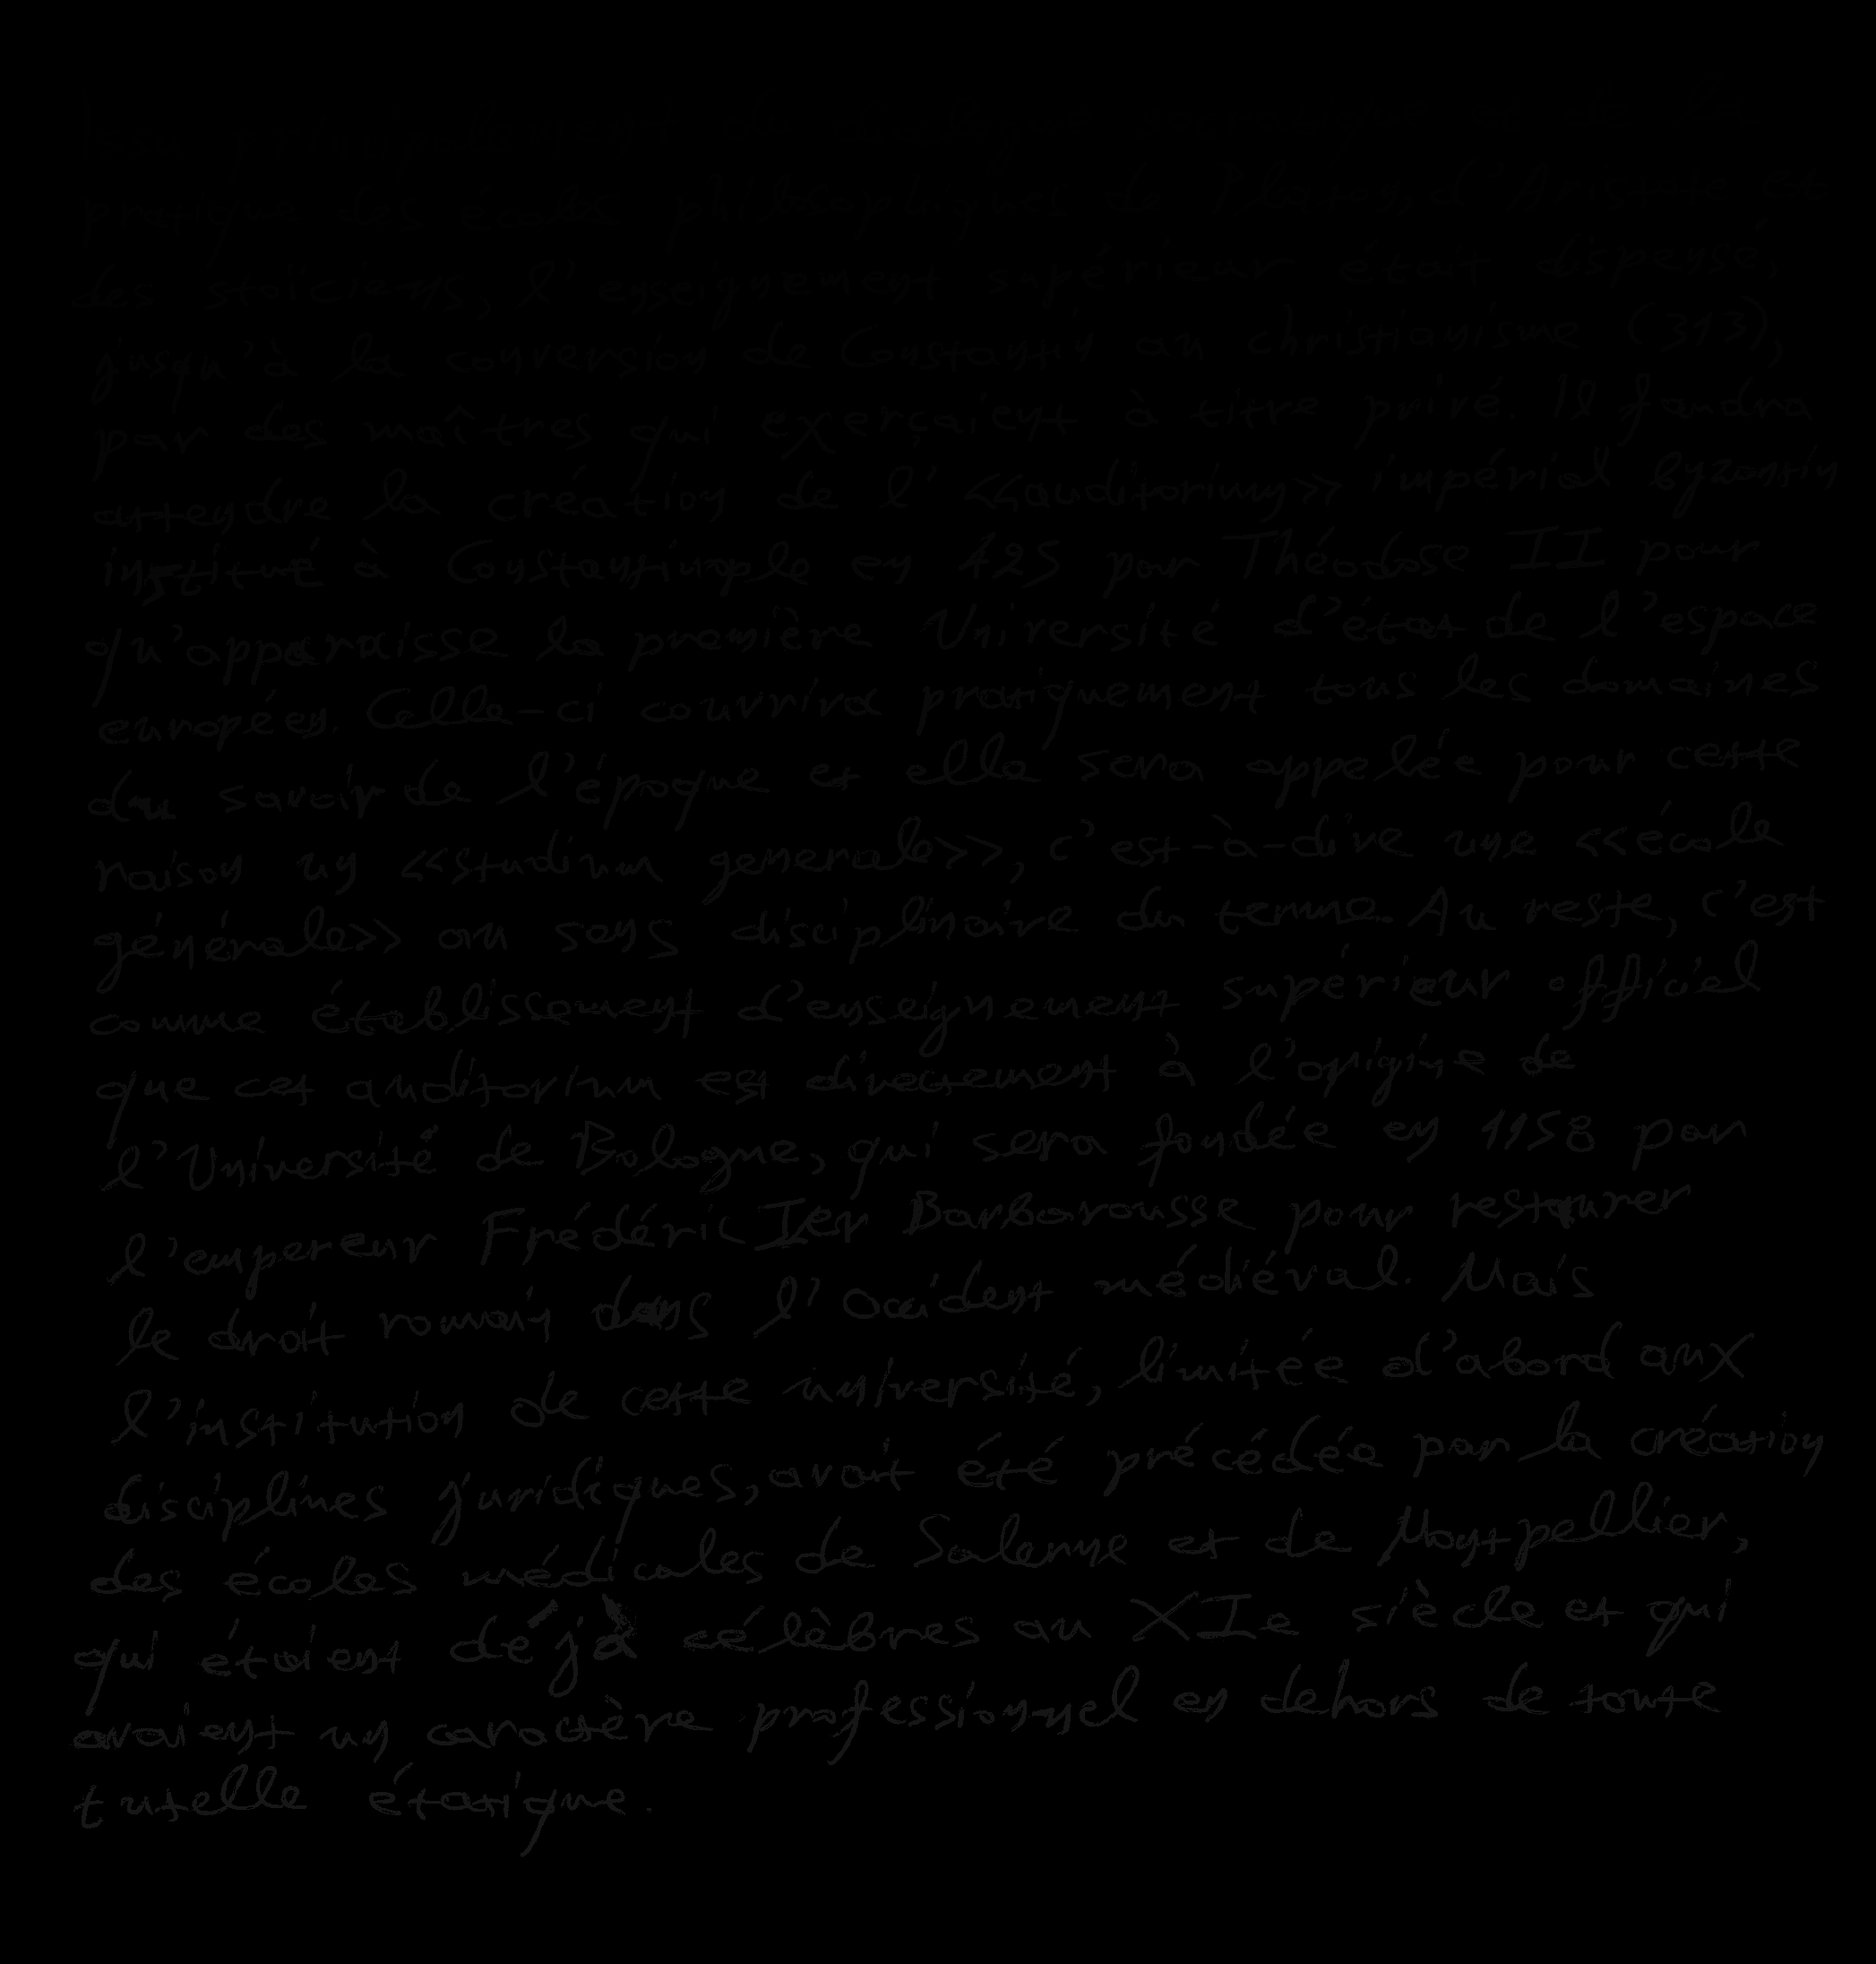 pratique des écoles philosophiques de Platon, d'Aristote et
des stoïciens, l'enseignement supérieur était dispensé,
jusqu'à la conversion de Constantin au christianisme (313),
par des maîtres qui exerçaient à titre privé. Il faudra
attendre la création de l'<<auditorium>> impérial byzantin
institué à Constantinople en 425 par Théodose II pour
qu'apparaisse la première Université d'état de l'espace
européen. Celle-ci couvrira pratiquement tous les domaines
du savoir de l'époque et elle sera appelée pour cette
raison un <<studium generale>>, c'est-à-dire une <<école
générale>> au sens disciplinaire du terme. Au reste, c'est
comme établissement d'enseignement supérieur officiel
que cet auditorium est directement à l'origine de
l'Université de Bologne, qui sera fondée en 1158 par
l'empereur Frédéric Ier Barbarousse pour restaurer
le droit romain dans l'Occident médiéval. Mais
l'institution de cette université, limitée d'abord aux
disciplines juridiques, avait été précédée par la création
des écoles médicales de Salerne et de Montpellier,
qui étaient déjà célèbres au XIe siècle et qui
avaient un caractère professionnel en dehors de toute
tutelle étatique.